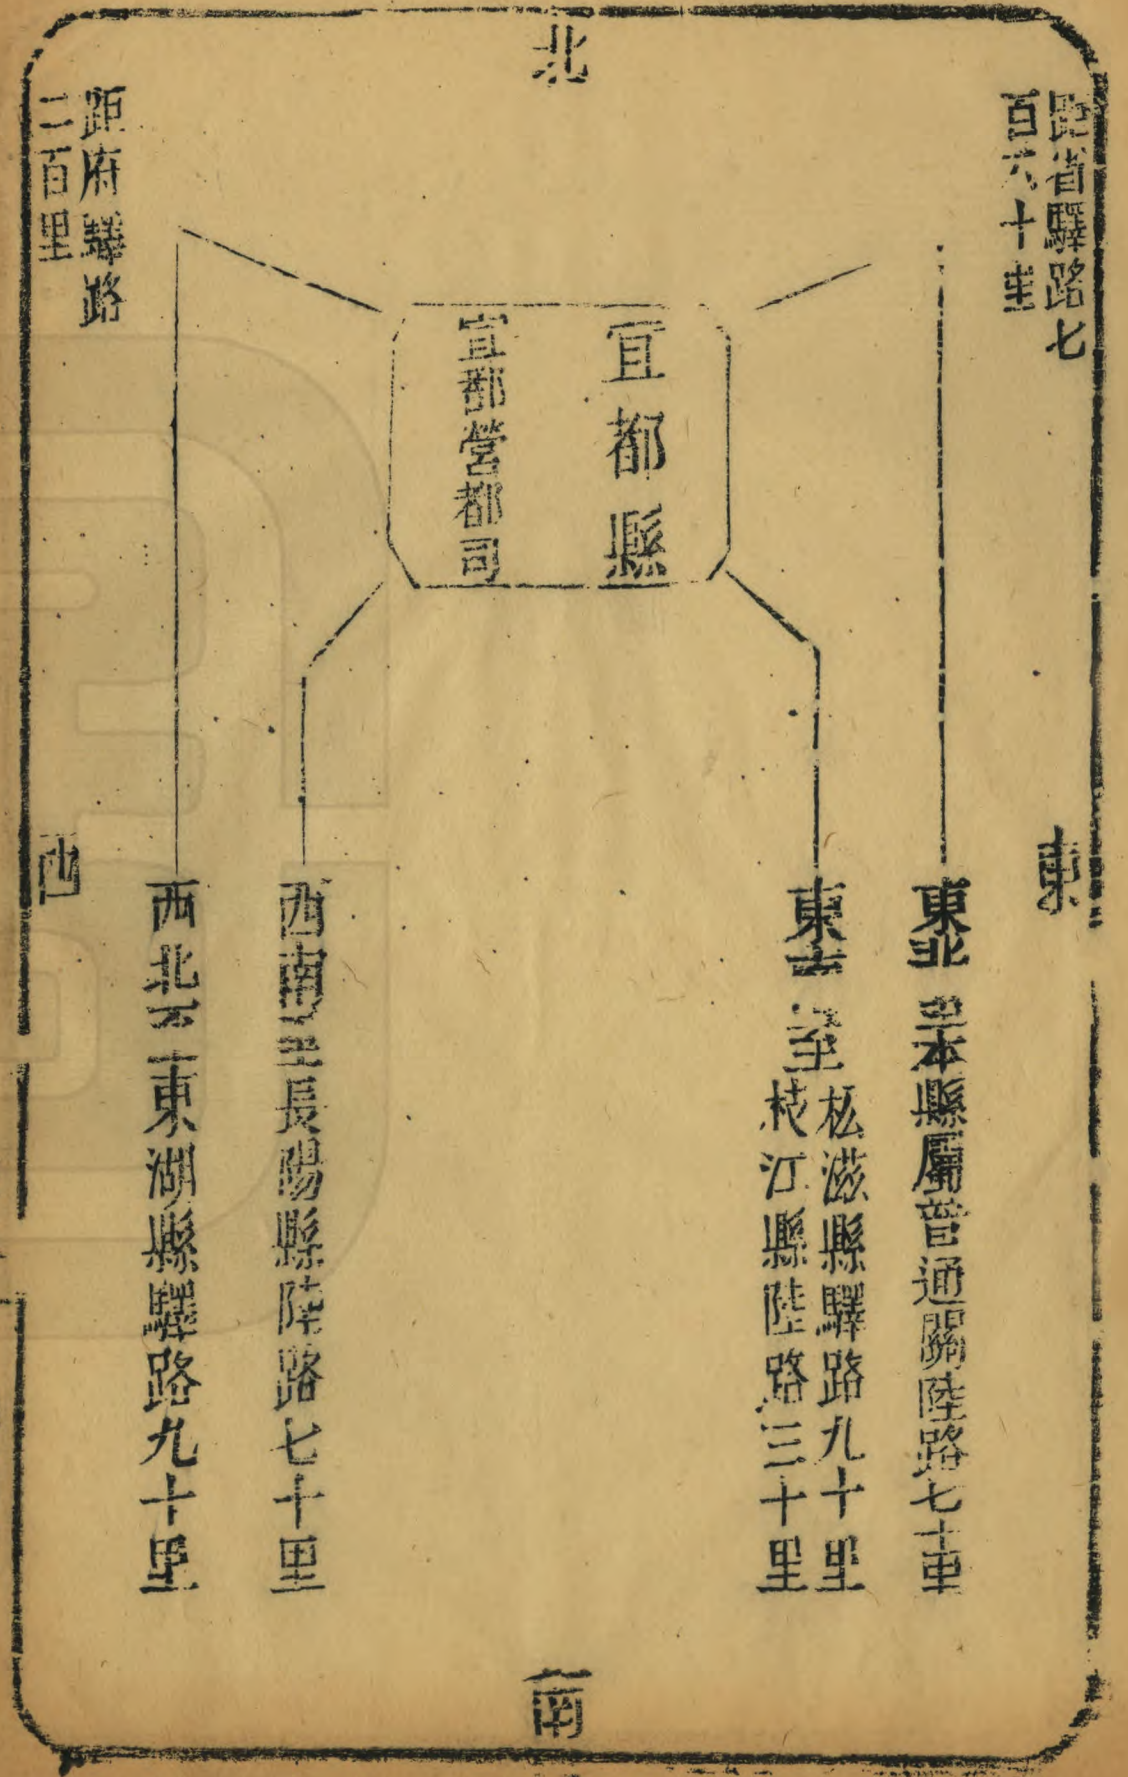 北
距省驛路七
百六十里
東
宜都縣
宜都營都司
距府驛路
二百里
西
東北至本縣屬普通關陸路七十里
東南至
松滋縣驛路九十里
枝江縣陸路三十里
西南至長陽縣陸路七十里
西北至東湖縣驛路九十里
南